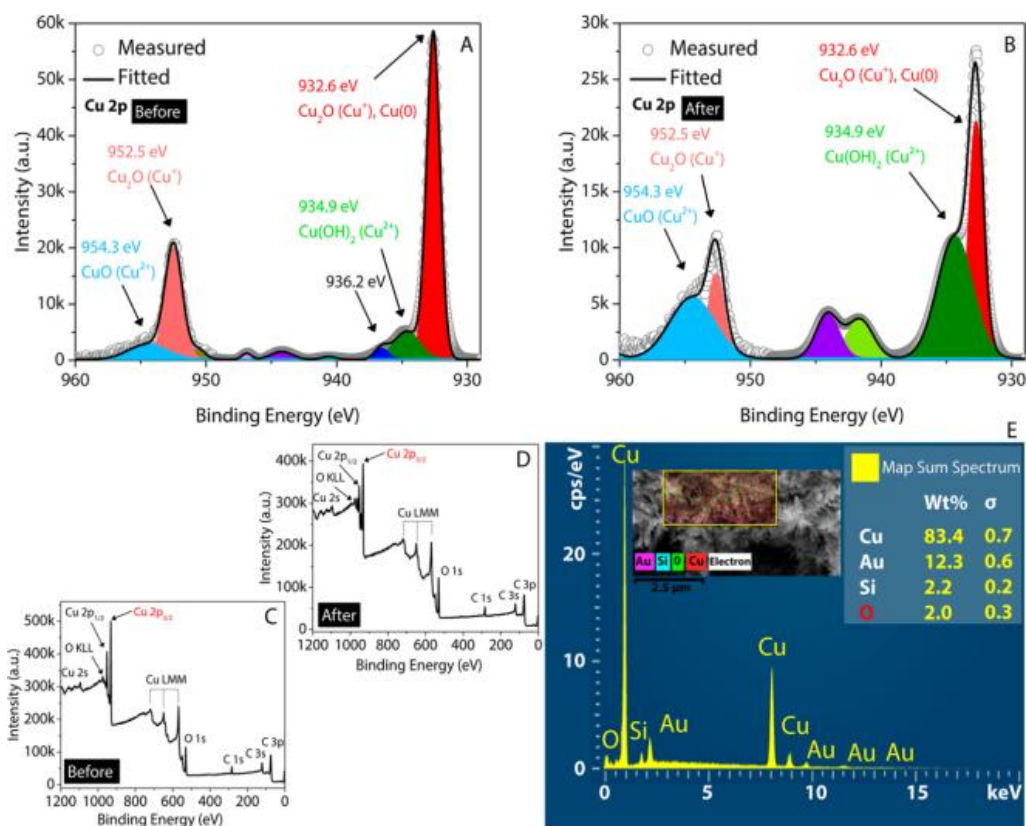 A
60k
50k
40k
30k
20k
10k
0
Intensity (a.u.)
Measured
Fitted
Cu 2p Before
932.6 eV
Cu₂O (Cu⁺), Cu(0)
952.5 eV
Cu₂O (Cu⁺)
934.9 eV
Cu(OH)₂ (Cu²⁺)
954.3 eV
CuO (Cu²⁺)
936.2 eV
960 950 940 930
Binding Energy (eV)
B
30k
25k
20k
15k
10k
5k
0
Intensity (a.u.)
Measured
Fitted
Cu 2p After
932.6 eV
Cu₂O (Cu⁺), Cu(0)
952.5 eV
Cu₂O (Cu⁺)
934.9 eV
Cu(OH)₂ (Cu²⁺)
954.3 eV
CuO (Cu²⁺)
960 950 940 930
Binding Energy (eV)
C
500k
400k
300k
200k
100k
0
Intensity (a.u.)
Cu 2p₁/₂
Cu 2p₃/₂
O KLL
Cu 2s
Cu LMM
O 1s
C 1s
C 3s
C 3p
Before
1200 1000 800 600 400 200 0
Binding Energy (eV)
D
400k
300k
200k
100k
0
Intensity (a.u.)
Cu 2p₁/₂
Cu 2p₃/₂
O KLL
Cu 2s
Cu LMM
O 1s
C 1s
C 3s
C 3p
After
1200 1000 800 600 400 200 0
Binding Energy (eV)
E
cps/eV
20
10
0
Cu
Map Sum Spectrum
Wt% σ
Cu 83.4 0.7
Au 12.3 0.6
Si 2.2 0.2
O 2.0 0.3
Au Si O Cu Electron
2.5 µm
O
Si
Au
Cu
Cu
Au
Au
Au
0 5 10 15 keV